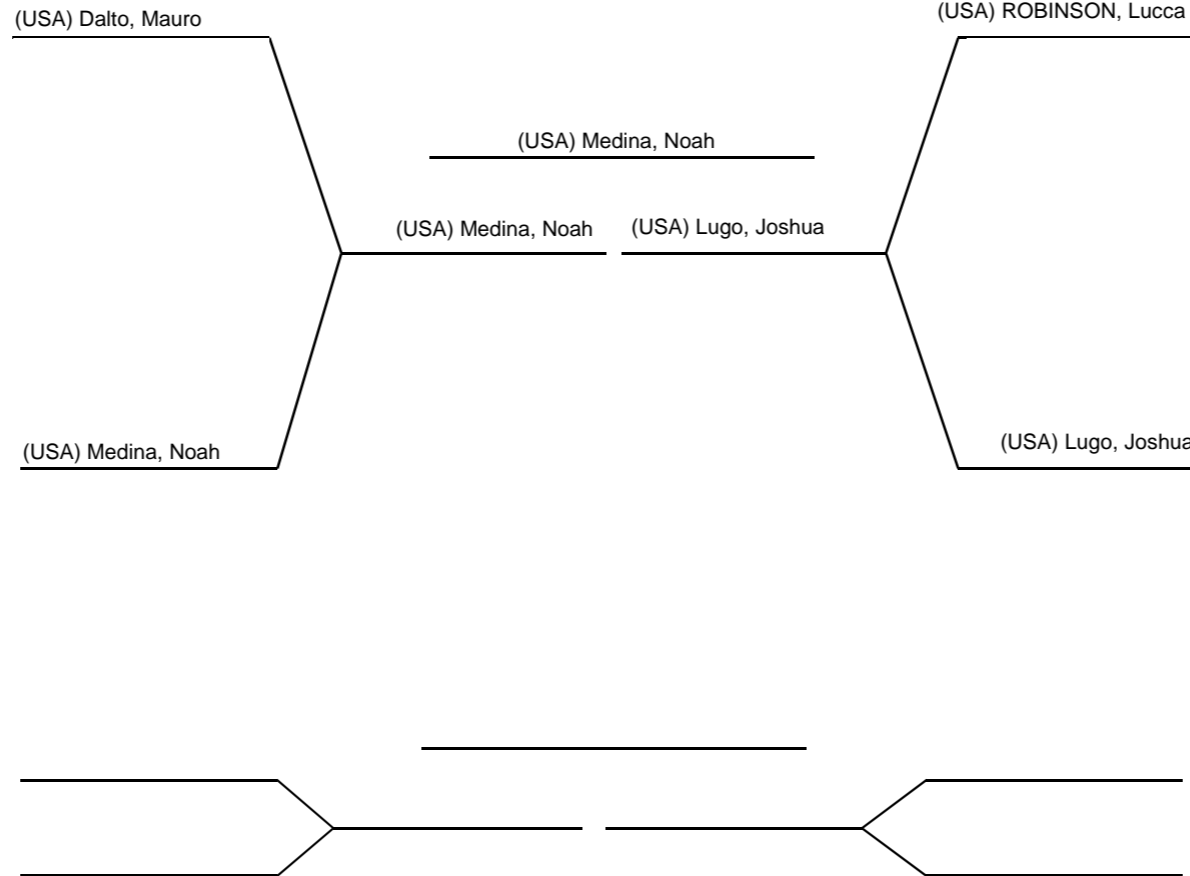 (USA) Dalto, Mauro
(USA) ROBINSON, Lucca
(USA) Medina, Noah
(USA) Medina, Noah
(USA) Lugo, Joshua
(USA) Medina, Noah
(USA) Lugo, Joshua